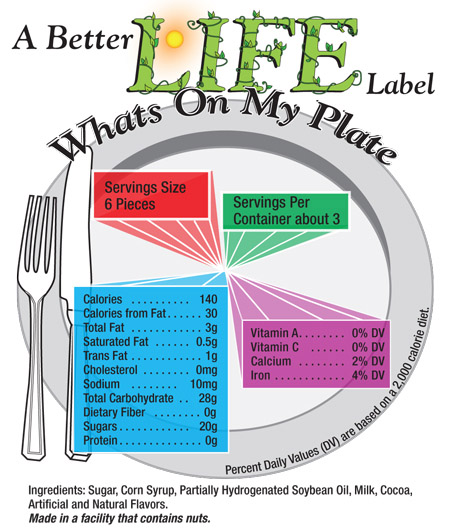 A Better LIFE Label
Whats On My Plate
Servings Size
6 Pieces
Servings Per
Container about 3
Calories .......... 140
Calories from Fat..... 30
Total Fat .......... 3g
Saturated Fat ..... 0.5g
Trans Fat .......... 1g
Cholesterol ....... 0mg
Sodium .......... 10mg
Total Carbohydrate .. 28g
Dietary Fiber ....... 0g
Sugars........... 20g
Protein............ 0g
Vitamin A....... 0% DV
Vitamin C ..... 0% DV
Calcium ....... 2% DV
Iron .......... 4% DV
Percent Daily Values (DV) are based on a 2,000 calorie diet.
Ingredients: Sugar, Corn Syrup, Partially Hydrogenated Soybean Oil, Milk, Cocoa,
Artificial and Natural Flavors.
Made in a facility that contains nuts.